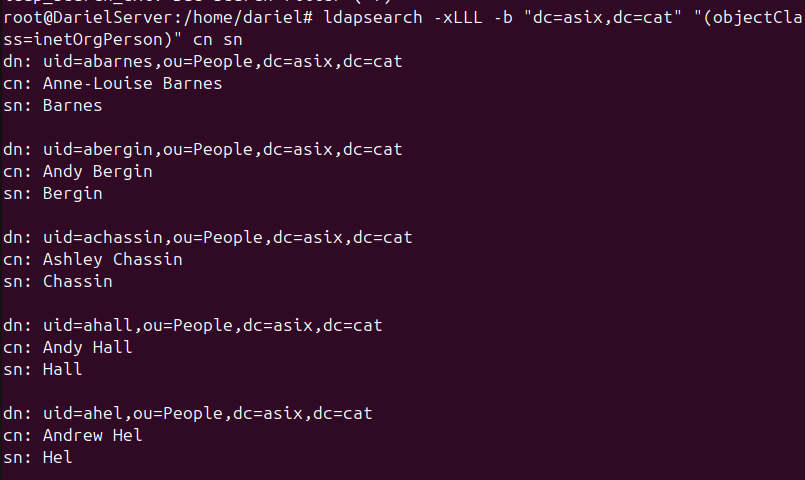 root@DarielServer:/home/dariel# ldapsearch -xLLL -b "dc=asix,dc=cat" "(objectCla
ss=inetOrgPerson)" cn sn
dn: uid=abarnes,ou=People,dc=asix,dc=cat
cn: Anne-Louise Barnes
sn: Barnes

dn: uid=abergin,ou=People,dc=asix,dc=cat
cn: Andy Bergin
sn: Bergin

dn: uid=achassin,ou=People,dc=asix,dc=cat
cn: Ashley Chassin
sn: Chassin

dn: uid=ahall,ou=People,dc=asix,dc=cat
cn: Andy Hall
sn: Hall

dn: uid=ahel,ou=People,dc=asix,dc=cat
cn: Andrew Hel
sn: Hel